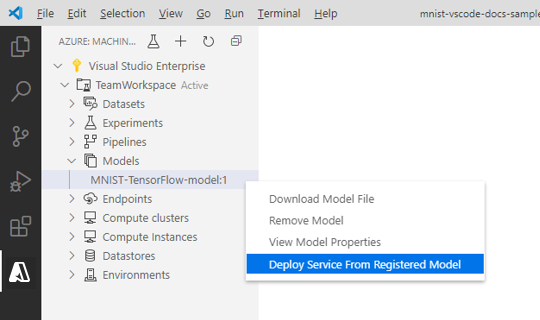 File Edit Selection View Go Run Terminal Help mnist-vscode-docs-sample
AZURE: MACHIN...
Visual Studio Enterprise
TeamWorkspace Active
Datasets
Experiments
Pipelines
Models
MNIST-TensorFlow-model:1
Endpoints
Compute clusters
Compute Instances
Datastores
Environments
Download Model File
Remove Model
View Model Properties
Deploy Service From Registered Model